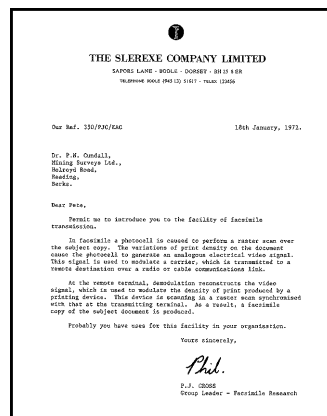 THE SLEREXE COMPANY LIMITED
SAPORS LANE - BOOLE - DORSET - BH 25 8 ER
TELEPHONE BOOLE (945 13) 51617 - TELEX 123456
Our Ref. 350/PJC/EAC
18th January, 1972.
Dr. P.N. Cundall,
Mining Surveys Ltd.,
Holroyd Road,
Reading,
Berks.
Dear Pete,
Permit me to introduce you to the facility of facsimile
transmission.
In facsimile a photocell is caused to perform a raster scan over
the subject copy. The variations of print density on the document
cause the photocell to generate an analogous electrical video signal.
This signal is used to modulate a carrier, which is transmitted to a
remote destination over a radio or cable communications link.
At the remote terminal, demodulation reconstructs the video
signal, which is used to modulate the density of print produced by a
printing device. This device is scanning in a raster scan synchronised
with that at the transmitting terminal. As a result, a facsimile
copy of the subject document is produced.
Probably you have uses for this facility in your organisation.
Yours sincerely,
Phil.
P.J. CROSS
Group Leader - Facsimile Research